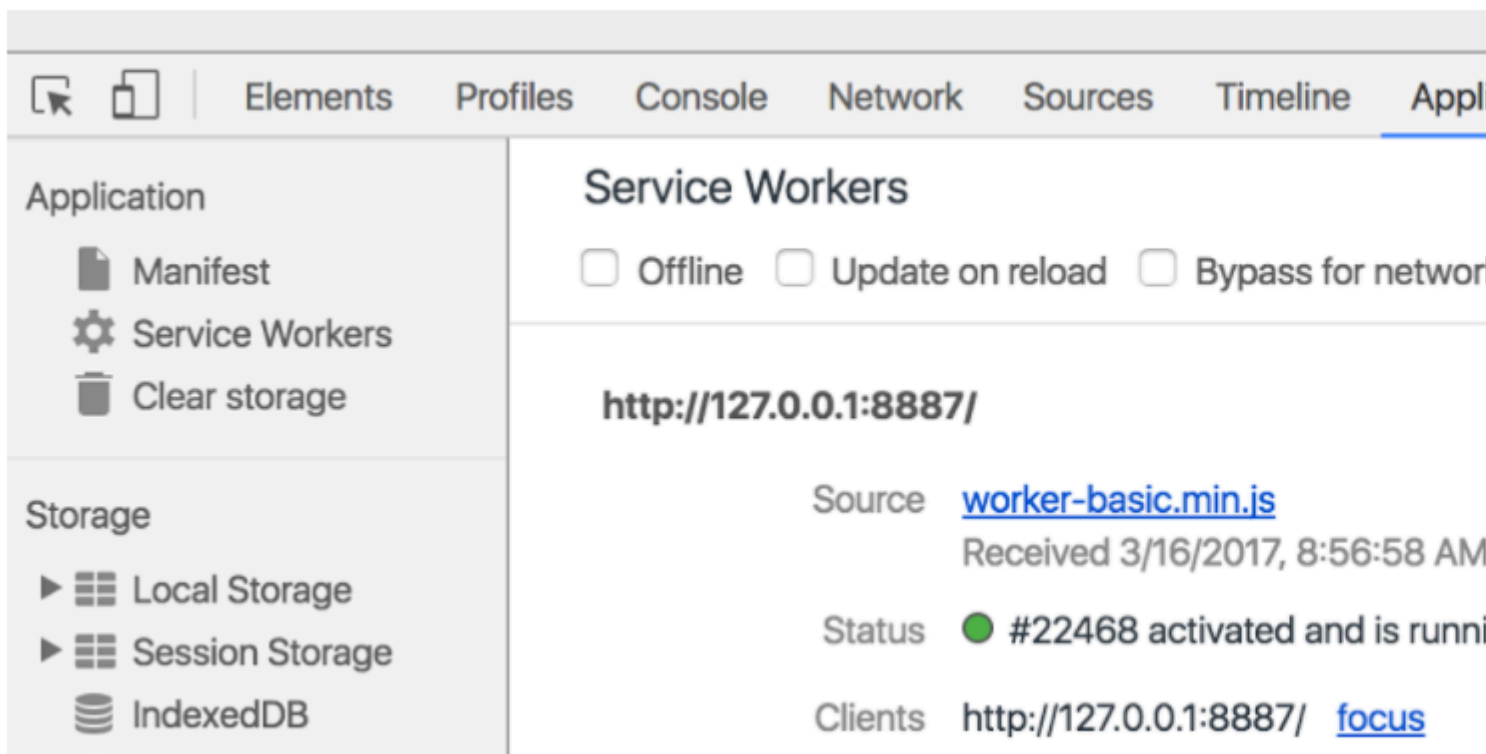 Elements Profiles Console Network Sources Timeline Appli
Application
Manifest
Service Workers
Clear storage
Storage
Local Storage
Session Storage
IndexedDB
Service Workers
Offline Update on reload Bypass for network
http://127.0.0.1:8887/
Source worker-basic.min.js
Received 3/16/2017, 8:56:58 AM
Status #22468 activated and is runni
Clients http://127.0.0.1:8887/ focus